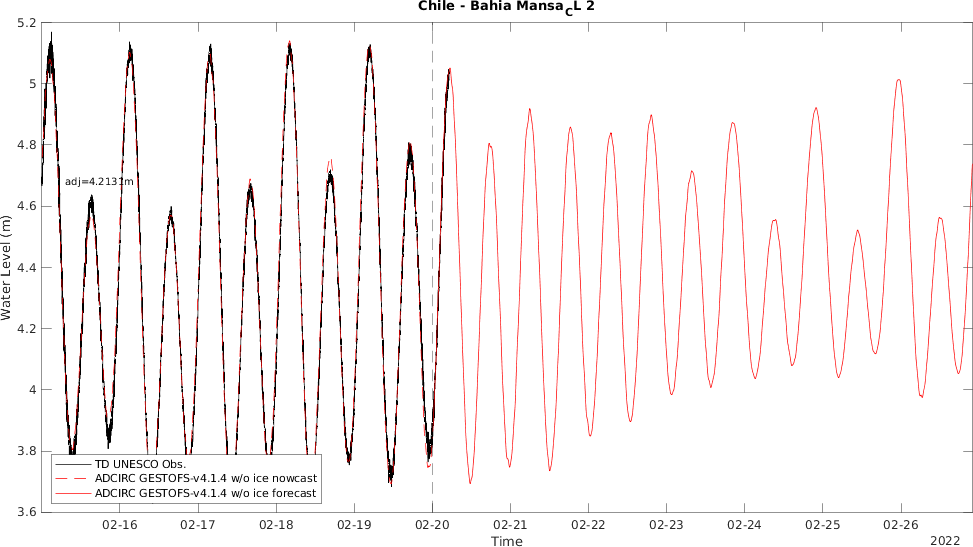 Chile - Bahia Mansa_CL 2
5.2
5
4.8
4.6
4.4
4.2
4
3.8
3.6
Water Level (m)
adj=4.2131m
TD UNESCO Obs.
ADCIRC GESTOFS-v4.1.4 w/o ice nowcast
ADCIRC GESTOFS-v4.1.4 w/o ice forecast
02-16 02-17 02-18 02-19 02-20 02-21 02-22 02-23 02-24 02-25 02-26
Time
2022